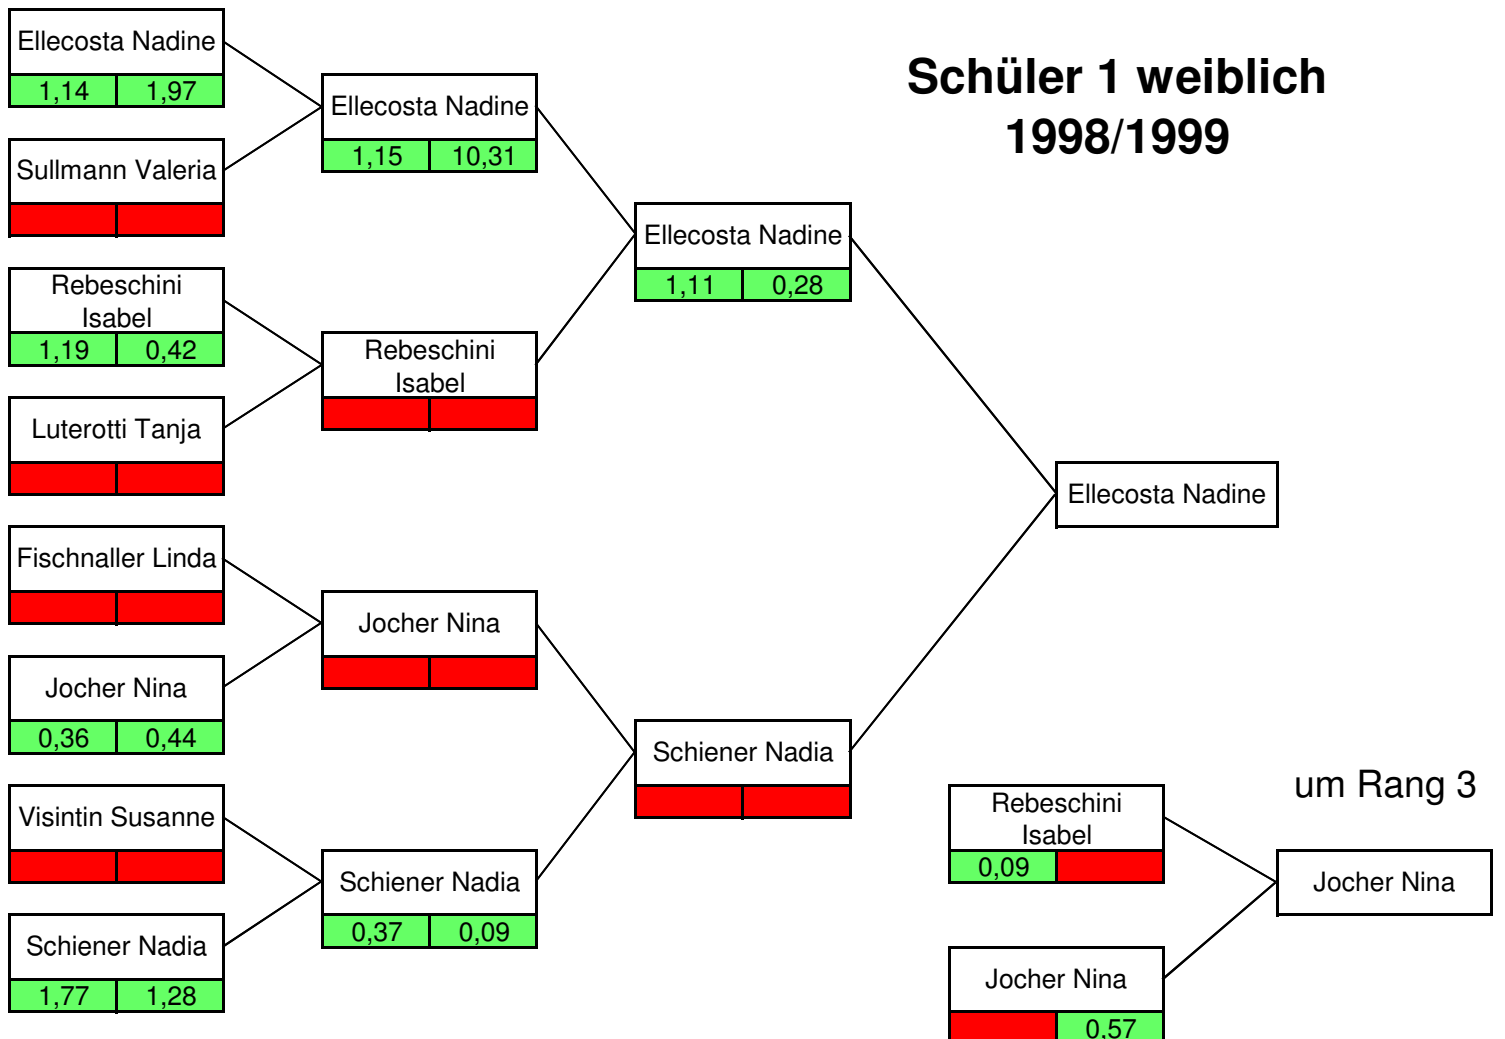 Schüler 1 weiblich
1998/1999
Ellecosta Nadine
1,14 1,97
Sullmann Valeria
Rebeschini
Isabel
1,19 0,42
Luterotti Tanja
Fischnaller Linda
Jocher Nina
0,36 0,44
Visintin Susanne
Schiener Nadia
1,77 1,28
Ellecosta Nadine
1,15 10,31
Rebeschini
Isabel
Jocher Nina
Schiener Nadia
0,37 0,09
Ellecosta Nadine
1,11 0,28
Schiener Nadia
Ellecosta Nadine
um Rang 3
Rebeschini
Isabel
0,09
Jocher Nina
0,57
Jocher Nina